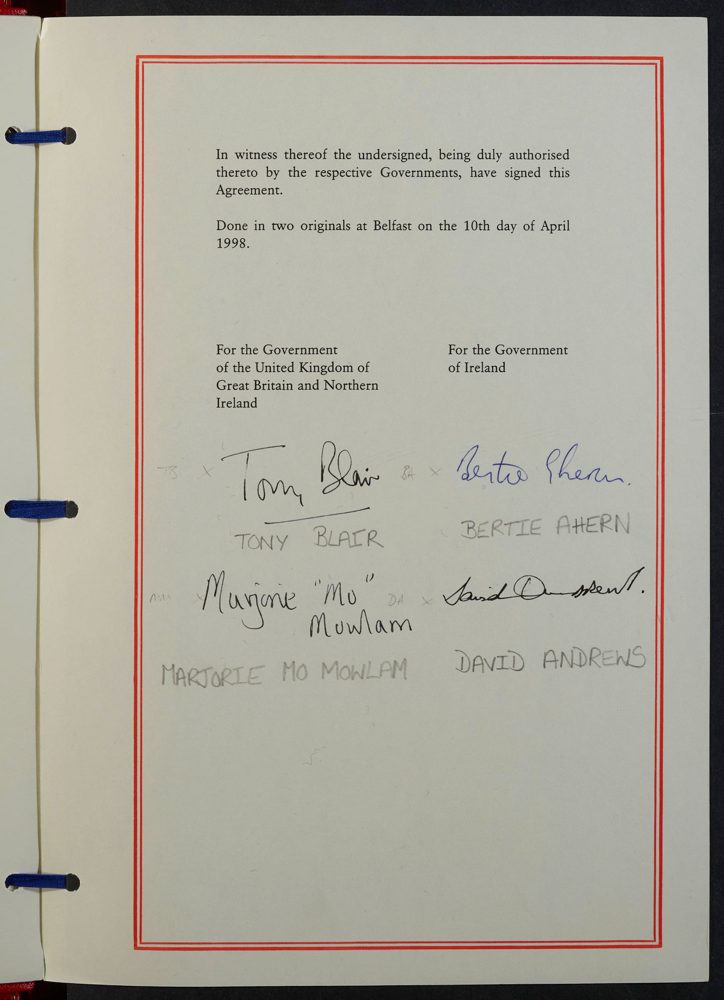 In witness thereof the undersigned, being duly authorised
thereto by the respective Governments, have signed this
Agreement.
Done in two originals at Belfast on the 10th day of April
1998.
For the Government
of the United Kingdom of
Great Britain and Northern
Ireland
For the Government
of Ireland
TB × Tony Blair
BA × Bertie Ahern.
TONY BLAIR
BERTIE AHERN
MM × Marjorie "Mo"
Mowlam
DA × David Andrews.
MARJORIE MO MOWLAM
DAVID ANDREWS